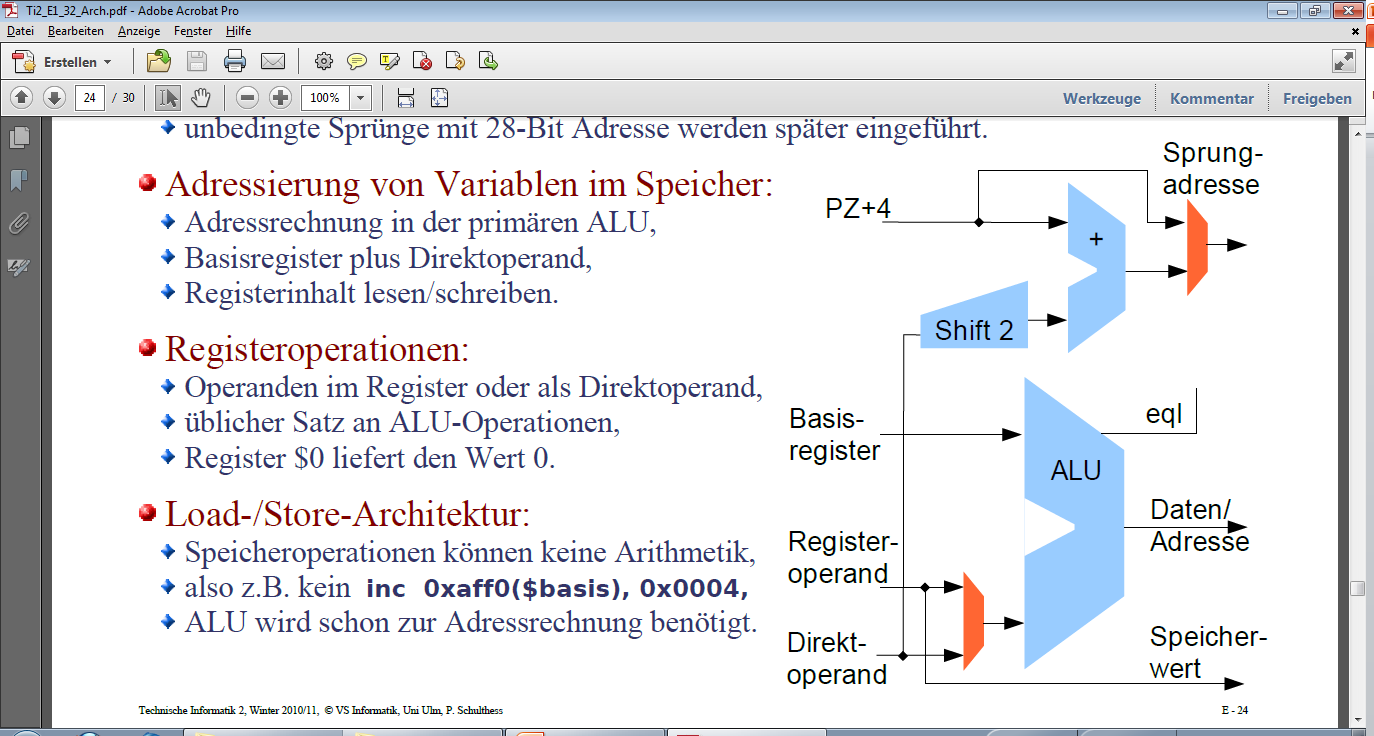 Ti2_E1_32_Arch.pdf - Adobe Acrobat Pro
Datei Bearbeiten Anzeige Fenster Hilfe
Erstellen
24 / 30 100% Werkzeuge Kommentar Freigeben
unbedingte Sprünge mit 28-Bit Adresse werden später eingeführt.
Adressierung von Variablen im Speicher:
Adressrechnung in der primären ALU,
Basisregister plus Direktoperand,
Registerinhalt lesen/schreiben.
Registeroperationen:
Operanden im Register oder als Direktoperand,
üblicher Satz an ALU-Operationen,
Register $0 liefert den Wert 0.
Load-/Store-Architektur:
Speicheroperationen können keine Arithmetik,
also z.B. kein inc 0xaff0($basis), 0x0004,
ALU wird schon zur Adressrechnung benötigt.
Sprung-
adresse
PZ+4
+
Shift 2
Basis-
register
eql
ALU
Daten/
Adresse
Register-
operand
Direkt-
operand
Speicher-
wert
Technische Informatik 2, Winter 2010/11, © VS Informatik, Uni Ulm, P. Schulthess
E - 24